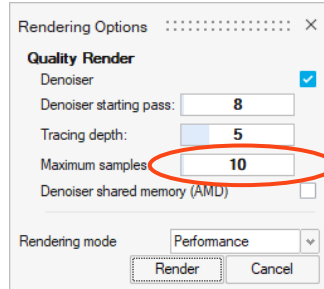 Rendering Options
Quality Render
Denoiser
Denoiser starting pass: 8
Tracing depth: 5
Maximum samples 10
Denoiser shared memory (AMD)
Rendering mode Performance
Render Cancel